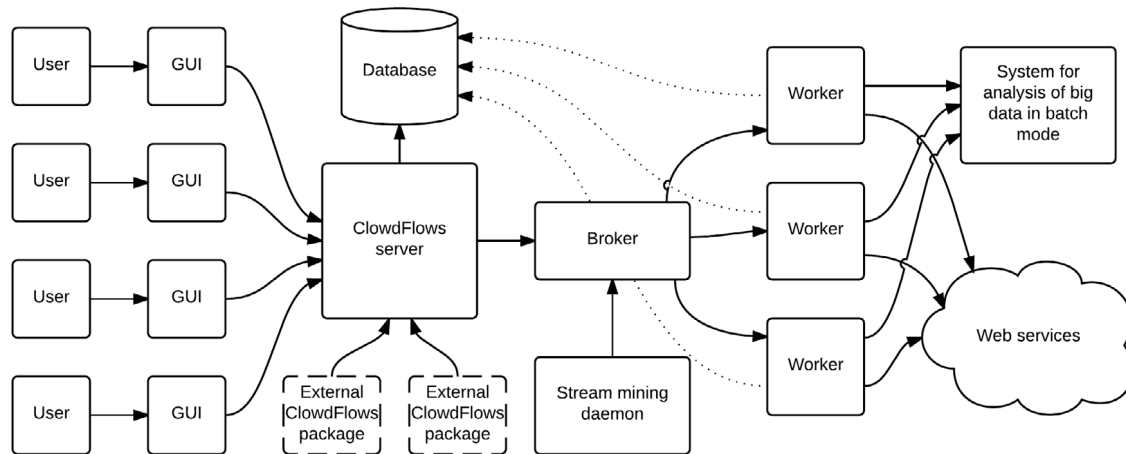 User
GUI
User
GUI
User
GUI
User
GUI
Database
ClowdFlows
server
External
ClowdFlows
package
External
ClowdFlows
package
Broker
Stream mining
daemon
Worker
Worker
Worker
System for
analysis of big
data in batch
mode
Web services